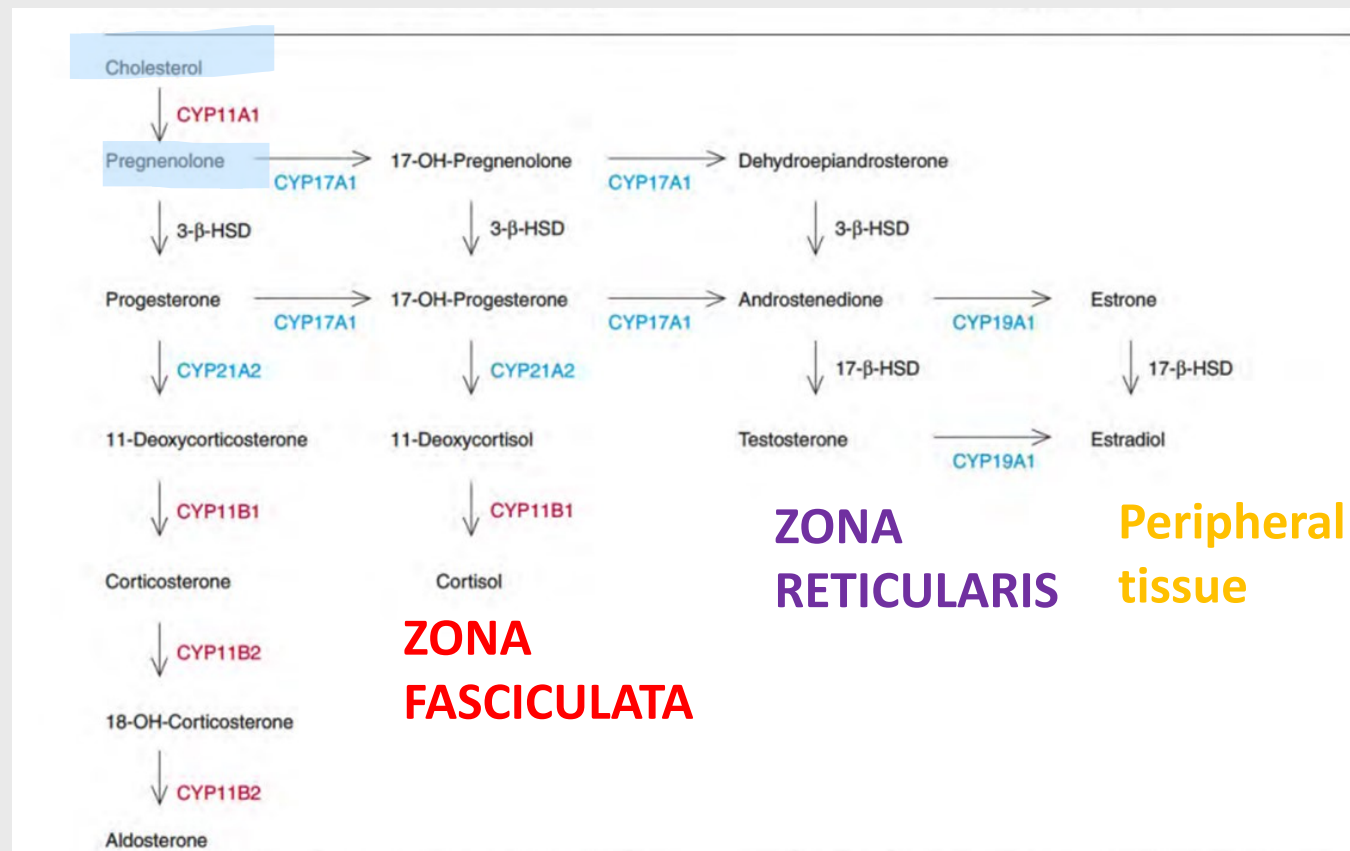 Cholesterol
CYP11A1
Pregnenolone 17-OH-Pregnenolone Dehydroepiandrosterone
CYP17A1 CYP17A1
3-β-HSD 3-β-HSD 3-β-HSD
Progesterone 17-OH-Progesterone Androstenedione Estrone
CYP17A1 CYP17A1 CYP19A1
CYP21A2 CYP21A2 17-β-HSD 17-β-HSD
11-Deoxycorticosterone 11-Deoxycortisol Testosterone Estradiol
CYP19A1
CYP11B1 CYP11B1
ZONA
RETICULARIS
Peripheral
tissue
Corticosterone Cortisol
ZONA
FASCICULATA
CYP11B2
18-OH-Corticosterone
CYP11B2
Aldosterone